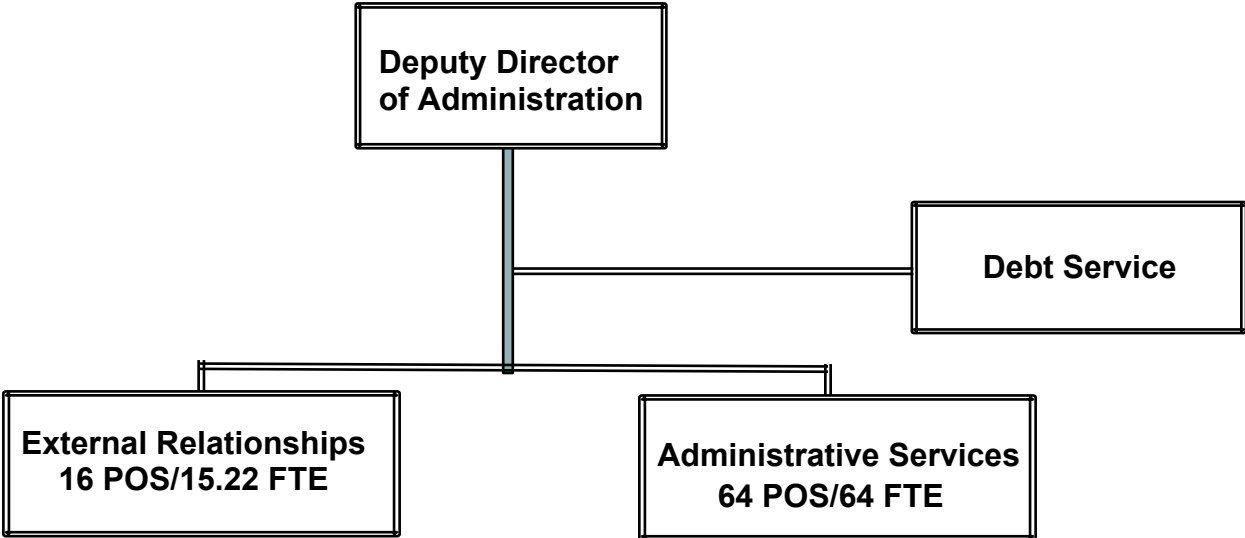 Deputy Director
of Administration
Debt Service
External Relationships
16 POS/15.22 FTE
Administrative Services
64 POS/64 FTE